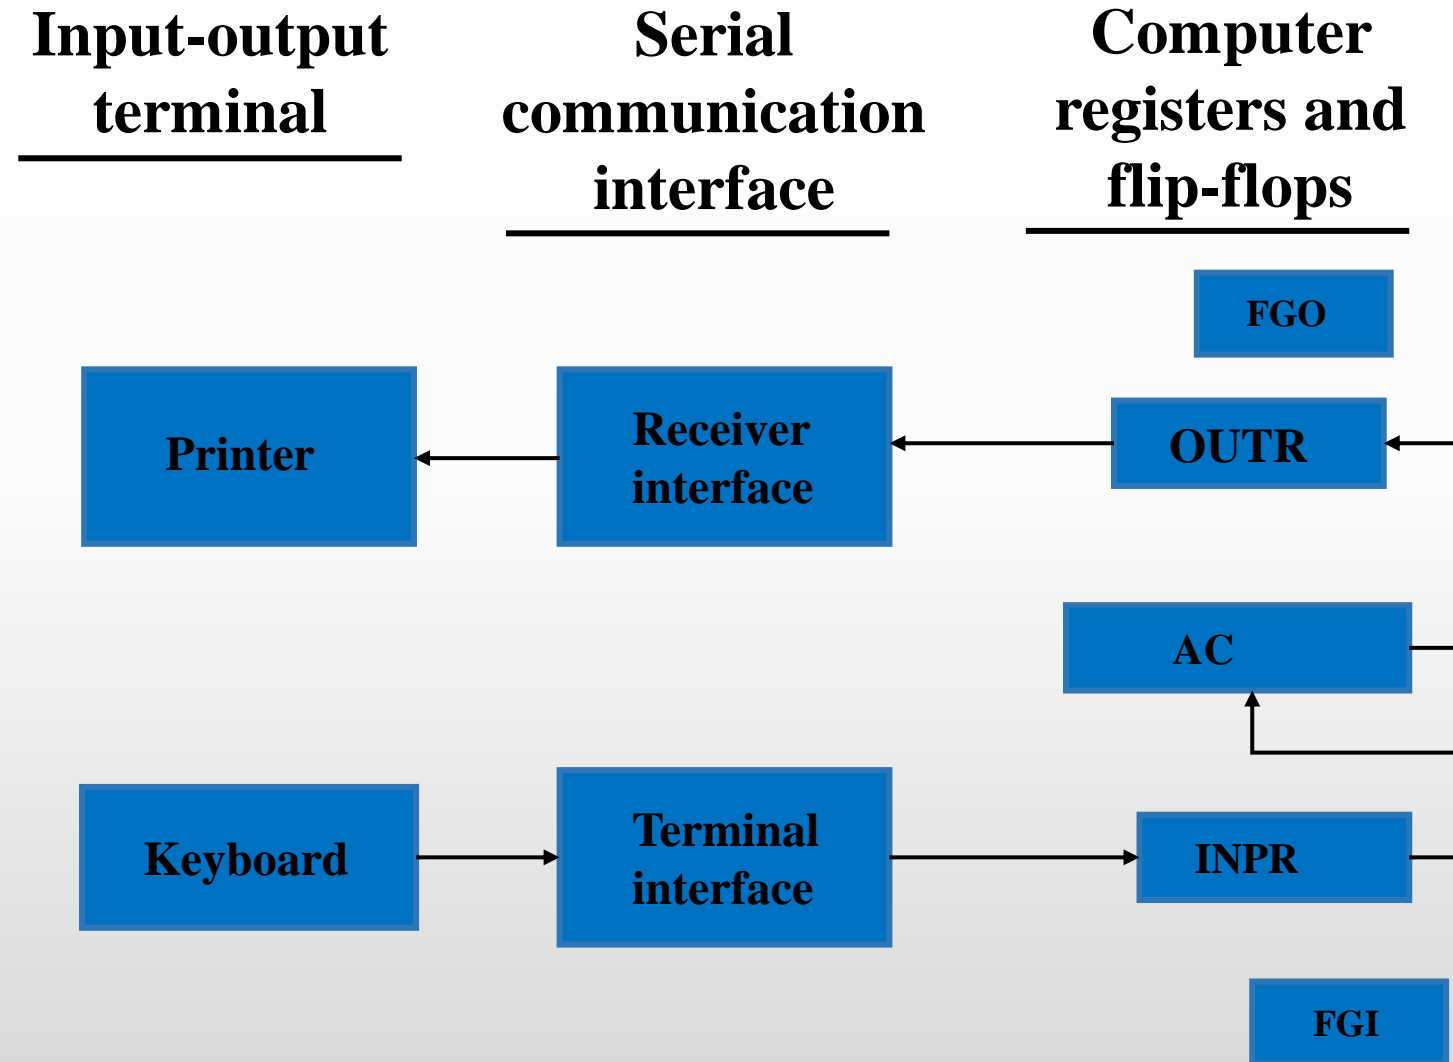 Input-output
terminal
Serial
communication
interface
Computer
registers and
flip-flops
FGO
Printer
Receiver
interface
OUTR
AC
Keyboard
Terminal
interface
INPR
FGI